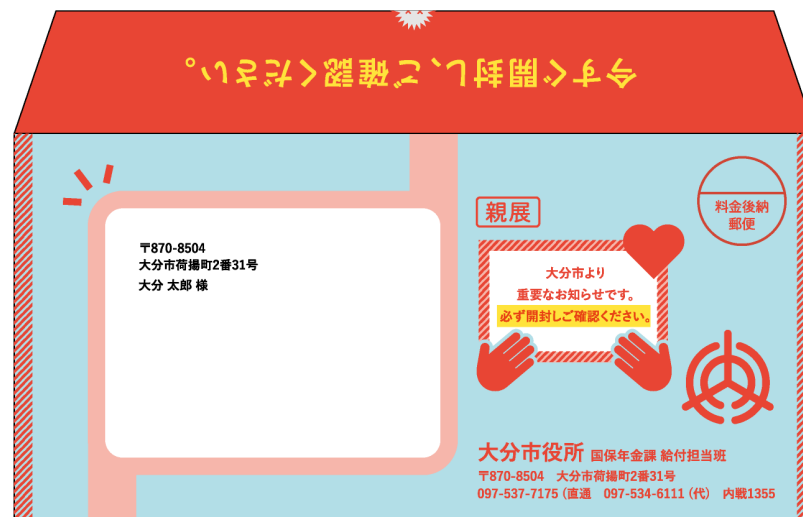 今すぐ開封し、ご確認ください。
〒870-8504
大分市荷揚町2番31号
大分 太郎 様
親展
料金後納
郵便
大分市より
重要なお知らせです。
必ず開封しご確認ください。
大分市役所 国保年金課 給付担当班
〒870-8504 大分市荷揚町2番31号
097-537-7175 (直通 097-534-6111 (代) 内戦1355